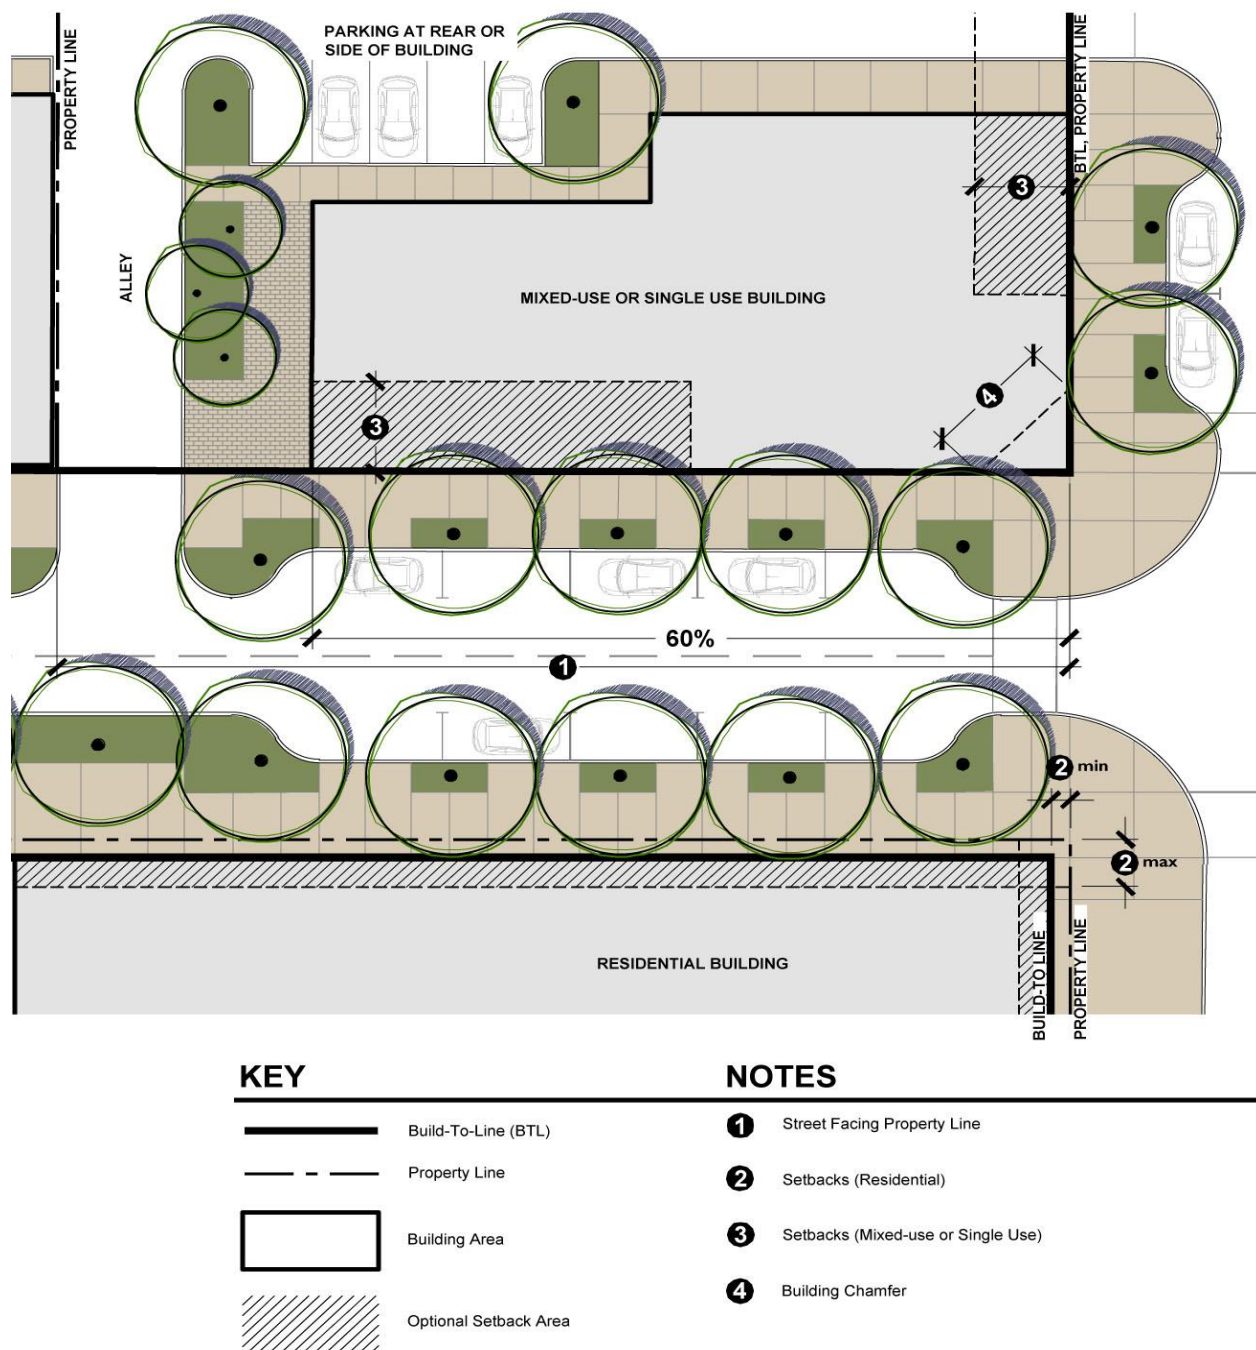 PARKING AT REAR OR
SIDE OF BUILDING
PROPERTY LINE
BTL, PROPERTY LINE
3
ALLEY
MIXED-USE OR SINGLE USE BUILDING
4
3
60%
1
2 min
2 max
RESIDENTIAL BUILDING
BUILD-TO LINE
PROPERTY LINE
KEY
Build-To-Line (BTL)
Property Line
Building Area
Optional Setback Area
NOTES
1 Street Facing Property Line
2 Setbacks (Residential)
3 Setbacks (Mixed-use or Single Use)
4 Building Chamfer